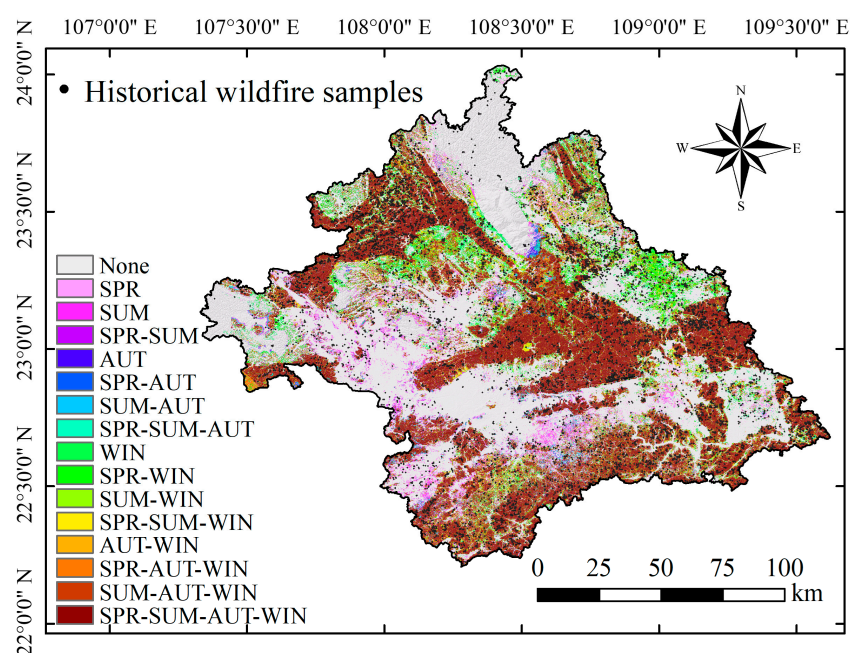 107°0'0" E 107°30'0" E 108°0'0" E 108°30'0" E 109°0'0" E 109°30'0" E
24°0'0" N
23°30'0" N
23°0'0" N
22°30'0" N
22°0'0" N
Historical wildfire samples
N
W E
S
None
SPR
SUM
SPR-SUM
AUT
SPR-AUT
SUM-AUT
SPR-SUM-AUT
WIN
SPR-WIN
SUM-WIN
SPR-SUM-WIN
AUT-WIN
SPR-AUT-WIN
SUM-AUT-WIN
SPR-SUM-AUT-WIN
0 25 50 75 100
km